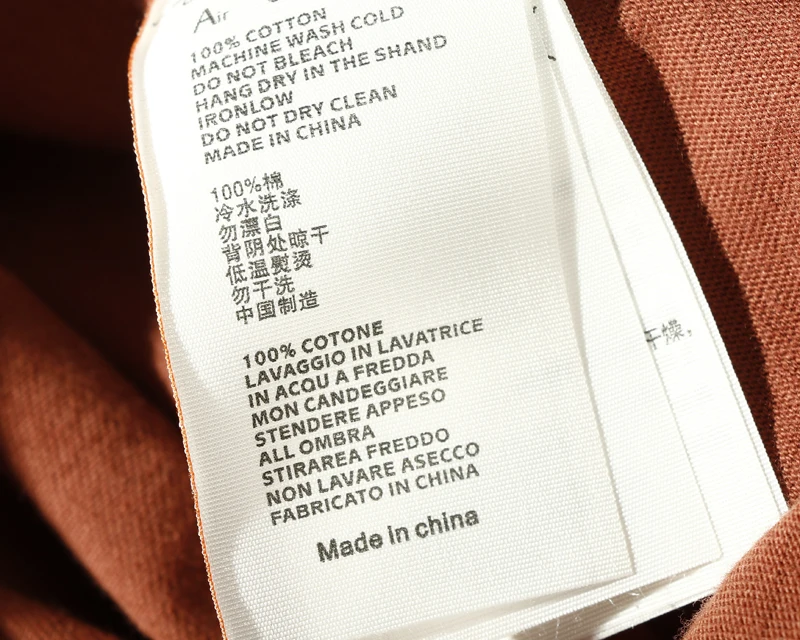 Air
100% COTTON
MACHINE WASH COLD
DO NOT BLEACH
HANG DRY IN THE SHAND
IRONLOW
DO NOT DRY CLEAN
MADE IN CHINA
100%棉
冷水洗涤
勿漂白
背阴处晾干
低温熨烫
勿干洗
中国制造
100% COTONE
LAVAGGIO IN LAVATRICE
IN ACQU A FREDDA
MON CANDEGGIARE
STENDERE APPESO
ALL OMBRA
STIRAREA FREDDO
NON LAVARE ASECCO
FABRICATO IN CHINA
Made in china
干燥,